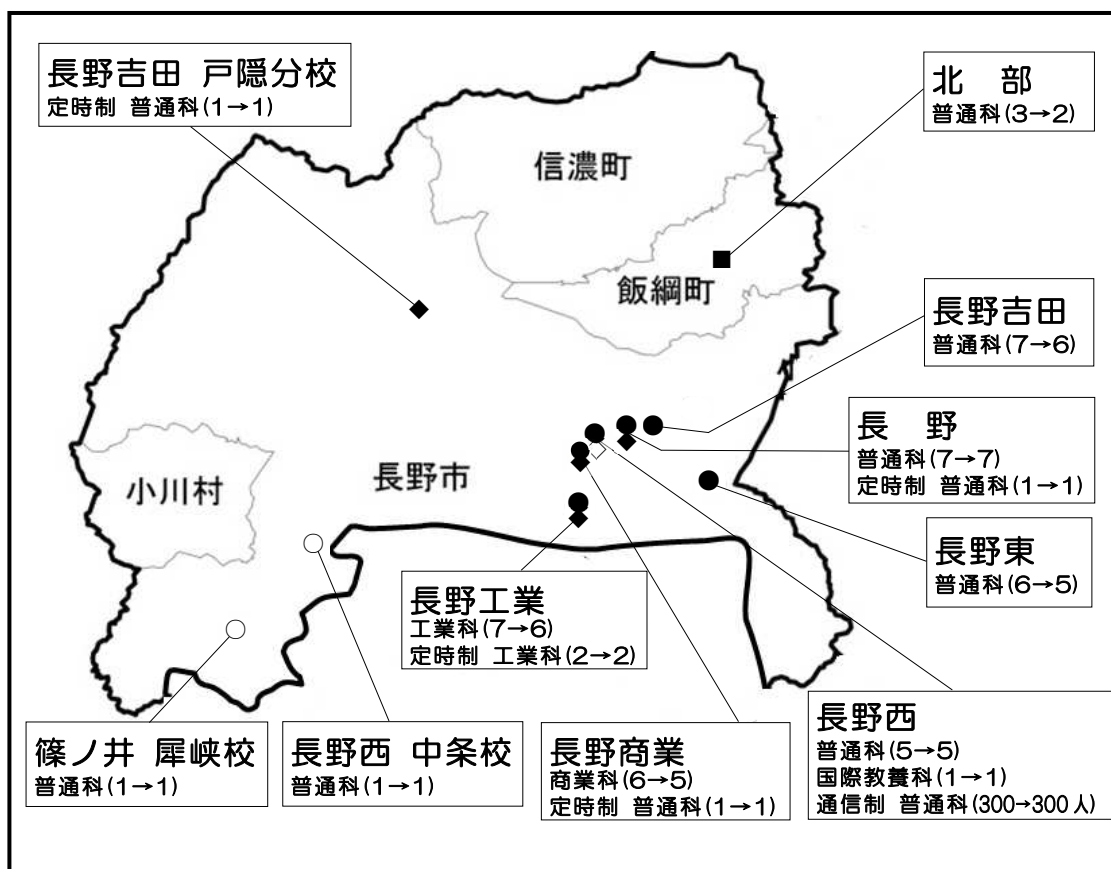 長野吉田 戸隠分校
定時制 普通科(1→1)
北　部
普通科(3→2)
信濃町
飯綱町
長野吉田
普通科(7→6)
長　野
普通科(7→7)
定時制 普通科(1→1)
小川村
長野市
長野東
普通科(6→5)
長野工業
工業科(7→6)
定時制 工業科(2→2)
篠ノ井 犀峡校
普通科(1→1)
長野西 中条校
普通科(1→1)
長野商業
商業科(6→5)
定時制 普通科(1→1)
長野西
普通科(5→5)
国際教養科(1→1)
通信制 普通科(300→300人)